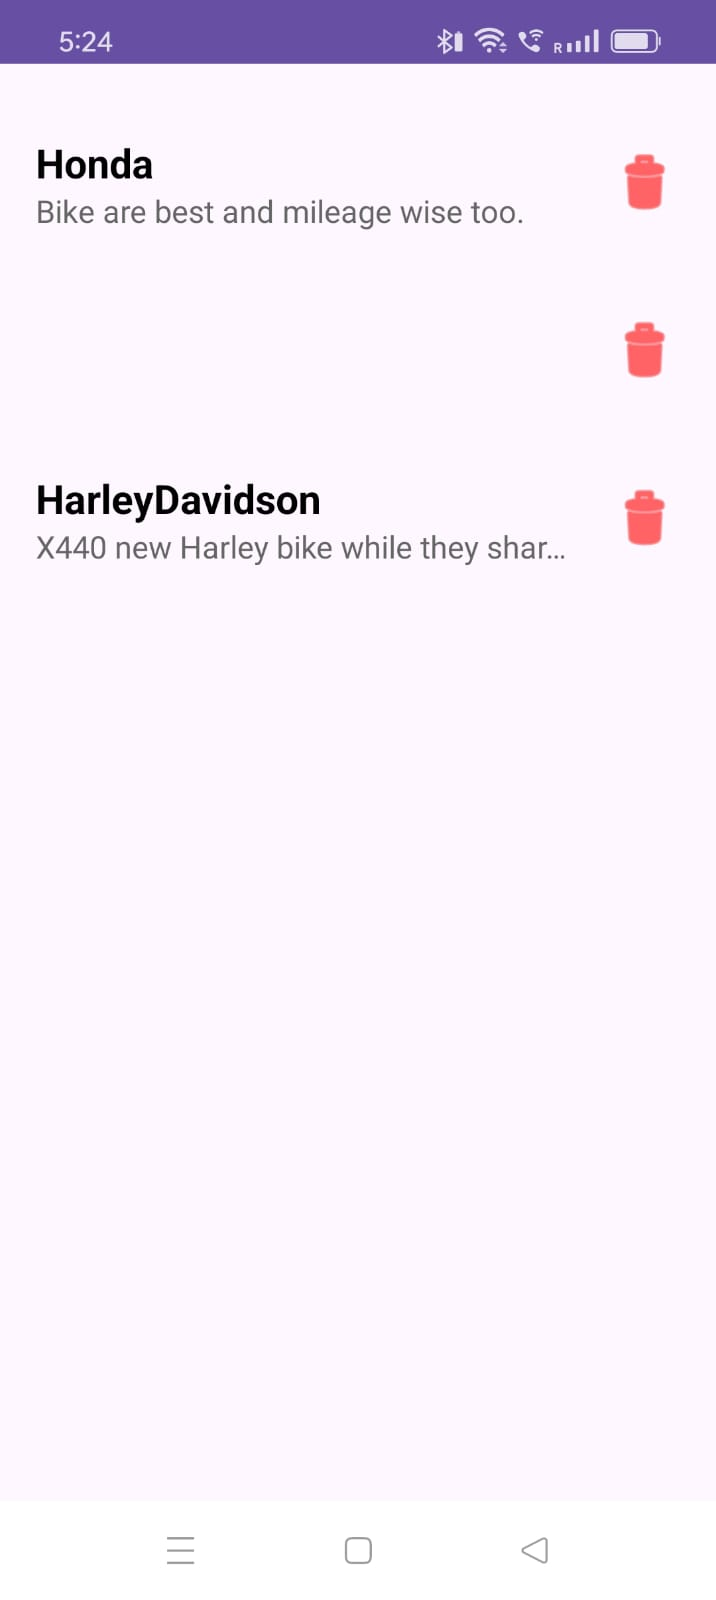 5:24
R
Honda
Bike are best and mileage wise too.
HarleyDavidson
X440 new Harley bike while they shar...